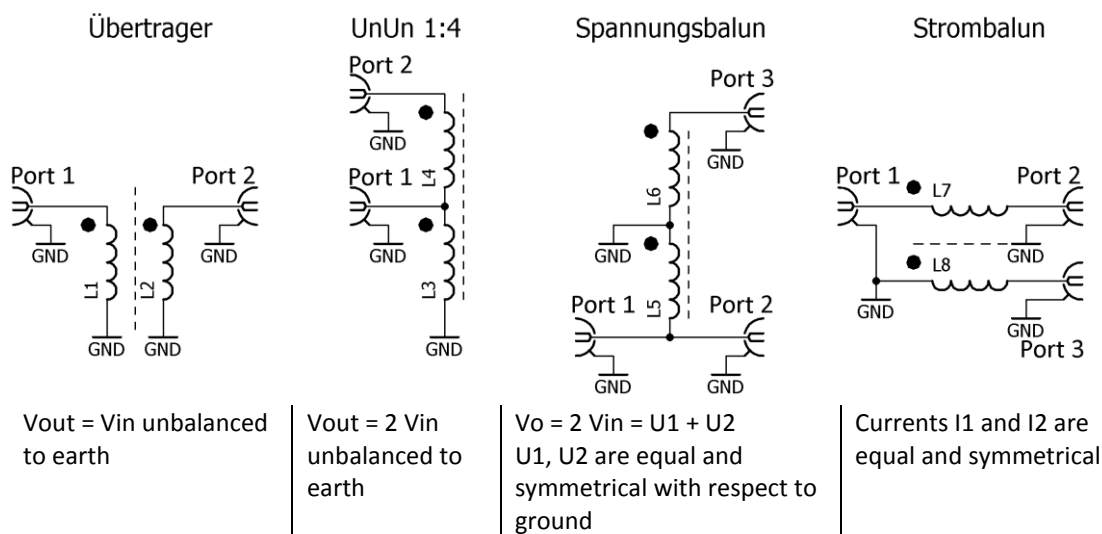 Übertrager
UnUn 1:4
Spannungsbalun
Strombalun
Port 1
Port 2
GND
GND
L1
L2
GND
GND
Port 2
GND
L4
Port 1
GND
L3
GND
Port 3
GND
L6
GND
L5
Port 1
Port 2
GND
GND
Port 1
L7
Port 2
GND
L8
GND
GND
Port 3
Vout = Vin unbalanced
to earth
Vout = 2 Vin
unbalanced to
earth
Vo = 2 Vin = U1 + U2
U1, U2 are equal and
symmetrical with respect to
ground
Currents I1 and I2 are
equal and symmetrical